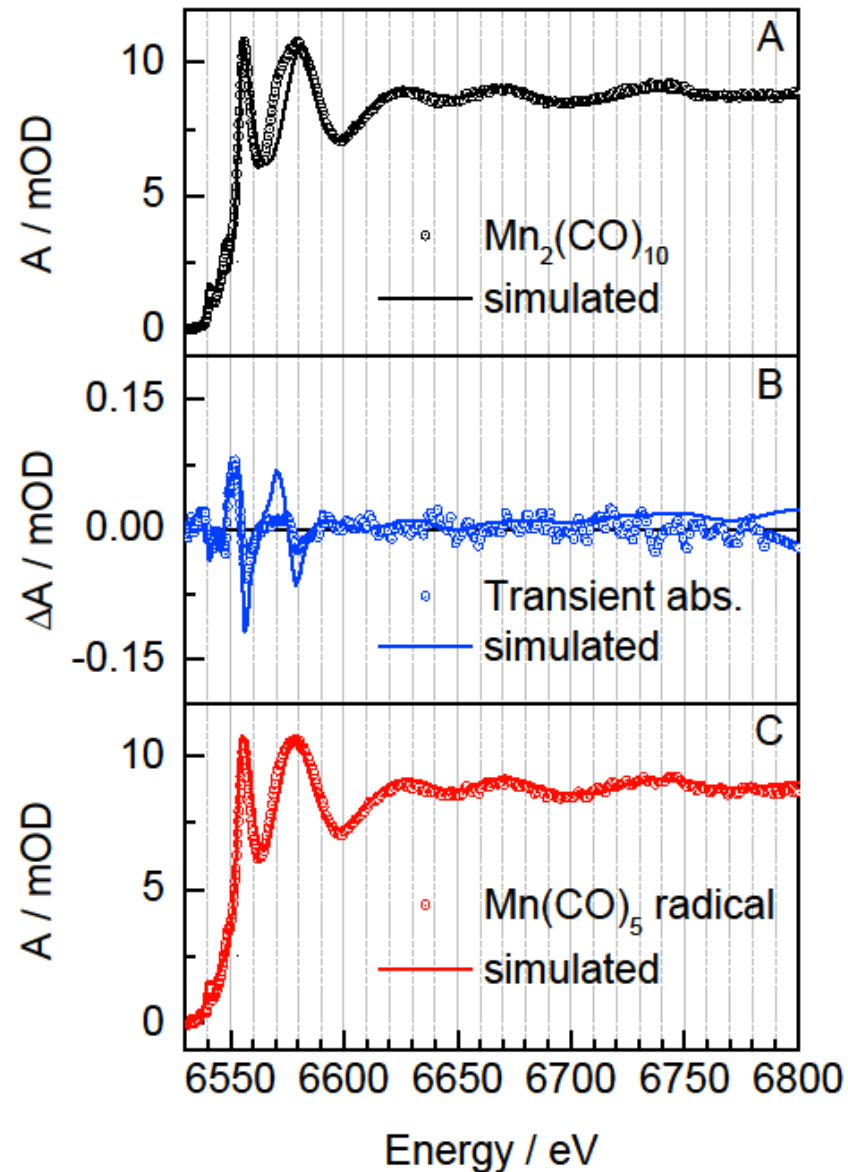 A
A / mOD
10
5
0
Mn₂(CO)₁₀
simulated
B
ΔA / mOD
0.15
0.00
-0.15
Transient abs.
simulated
C
A / mOD
10
5
0
Mn(CO)₅ radical
simulated
6550 6600 6650 6700 6750 6800
Energy / eV